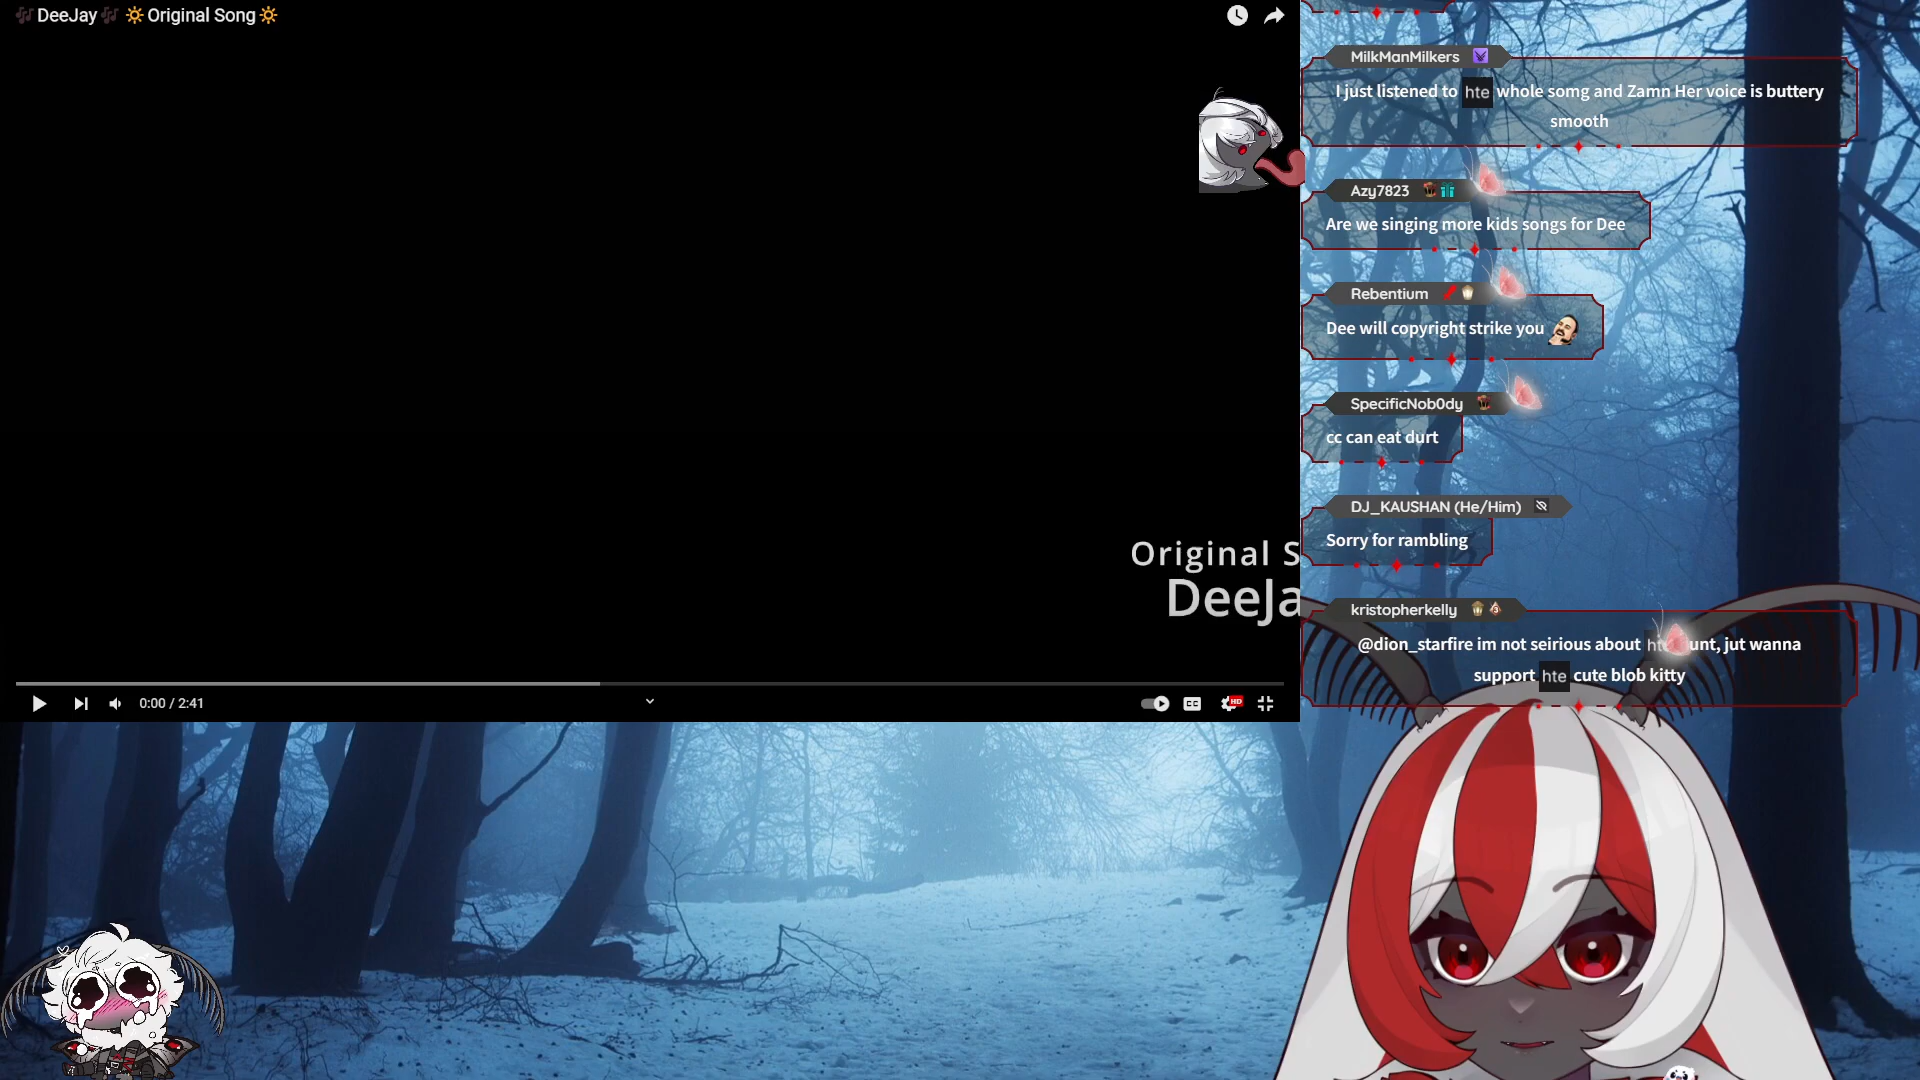 🎶 DeeJay 🎶 🔆 Original Song 🔆
Original S
DeeJa
0:00 / 2:41
CC
HD
MilkManMilkers
I just listened to hte whole somg and Zamn Her voice is buttery
smooth
Azy7823
Are we singing more kids songs for Dee
Rebentium
Dee will copyright strike you
SpecificNob0dy
cc can eat durt
DJ_KAUSHAN (He/Him)
Sorry for rambling
kristopherkelly
@dion_starfire im not seirious about unt, jut wanna
support hte cute blob kitty